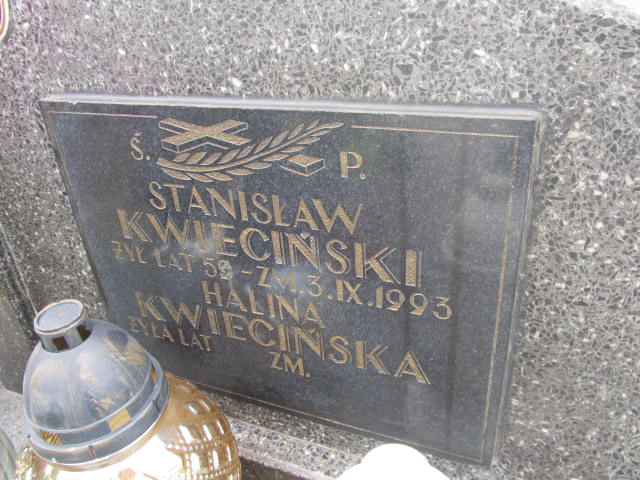 Ś. P.
STANISŁAW
KWIECIŃSKI
ŻYŁ LAT 59 - ZM. 3.IX.1993
HALINA
KWIECIŃSKA
ŻYŁA LAT ZM.